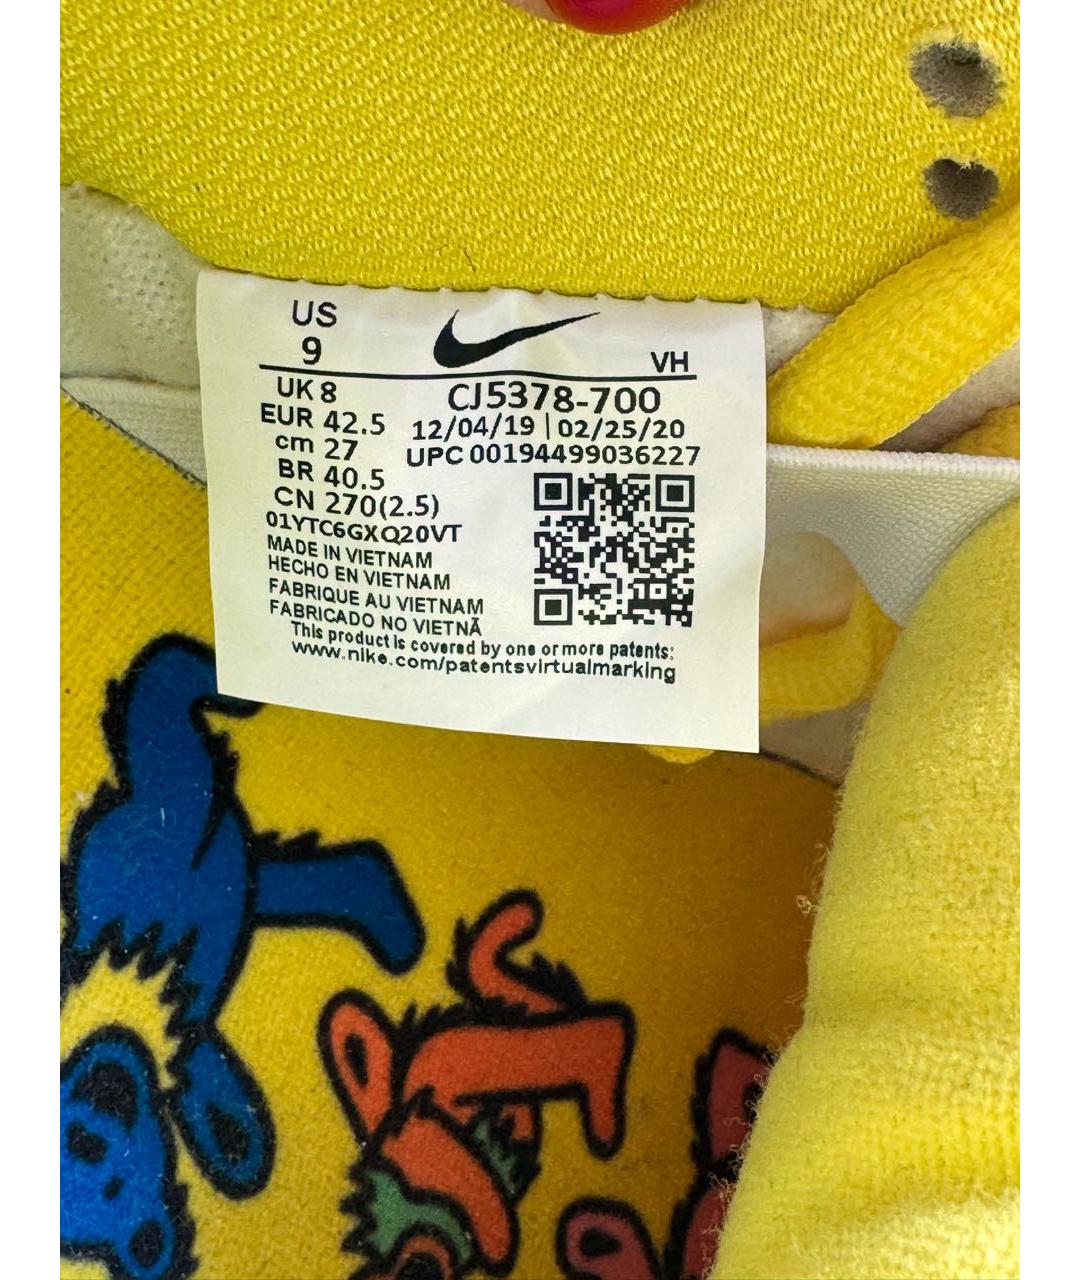 US
9
VH
UK 8
CJ5378-700
EUR 42.5
12/04/19 | 02/25/20
cm 27
UPC 00194499036227
BR 40.5
CN 270(2.5)
01YTC6GXQ20VT
MADE IN VIETNAM
HECHO EN VIETNAM
FABRIQUE AU VIETNAM
FABRICADO NO VIETNÃ
This product is covered by one or more patents:
www.nike.com/patentsvirtualmarking